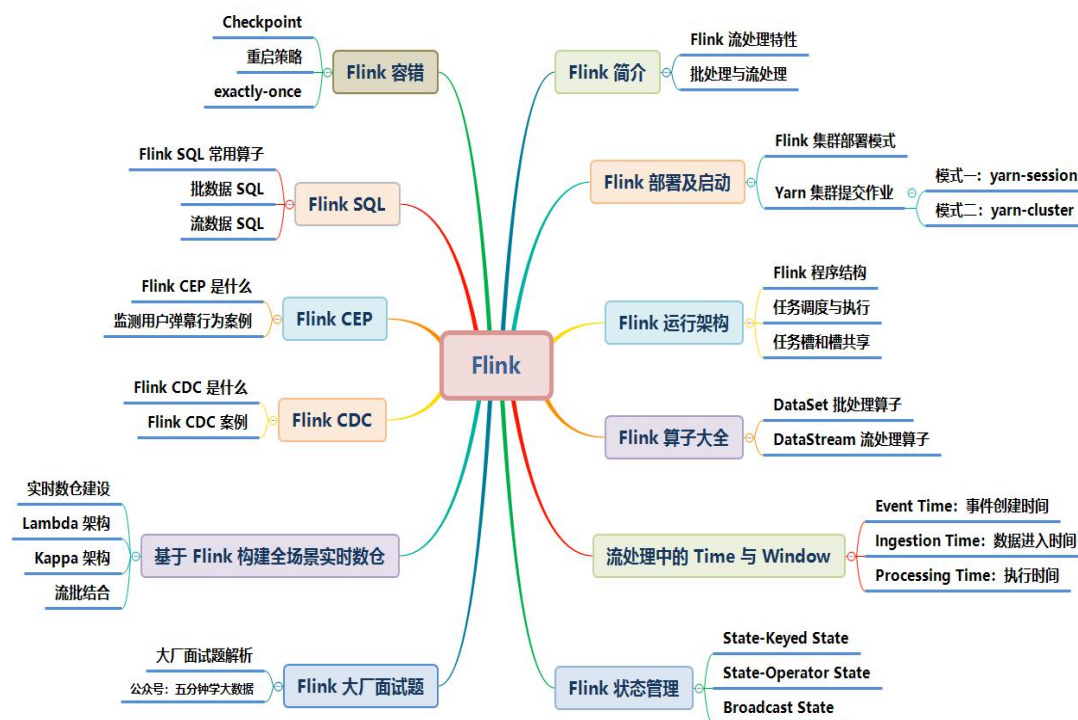 Flink
Flink 容错
Checkpoint
重启策略
exactly-once
Flink SQL
Flink SQL 常用算子
批数据 SQL
流数据 SQL
Flink CEP
Flink CEP 是什么
监测用户弹幕行为案例
Flink CDC
Flink CDC 是什么
Flink CDC 案例
基于 Flink 构建全场景实时数仓
实时数仓建设
Lambda 架构
Kappa 架构
流批结合
Flink 大厂面试题
大厂面试题解析
公众号：五分钟学大数据
Flink 简介
Flink 流处理特性
批处理与流处理
Flink 部署及启动
Flink 集群部署模式
Yarn 集群提交作业
模式一：yarn-session
模式二：yarn-cluster
Flink 运行架构
Flink 程序结构
任务调度与执行
任务槽和槽共享
Flink 算子大全
DataSet 批处理算子
DataStream 流处理算子
流处理中的 Time 与 Window
Event Time：事件创建时间
Ingestion Time：数据进入时间
Processing Time：执行时间
Flink 状态管理
State-Keyed State
State-Operator State
Broadcast State